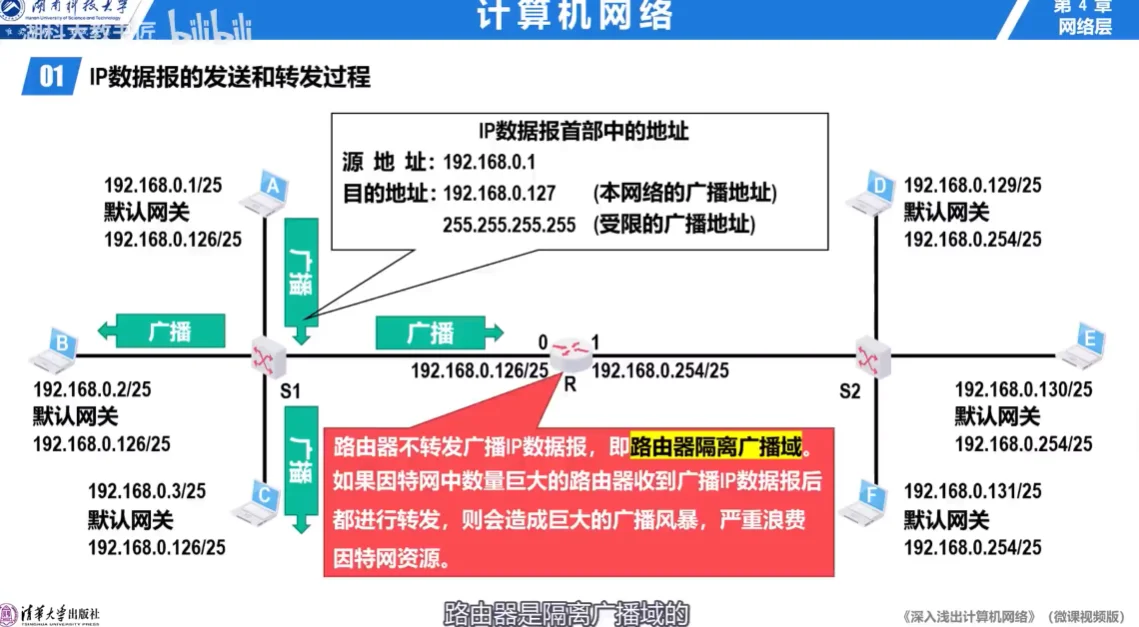 湖南科技大学
Hunan University of Science and Technology
湖科大教书匠
bilibili
计算机网络
第 4 章
网络层
01 IP数据报的发送和转发过程
IP数据报首部中的地址
源 地 址：192.168.0.1
目的地址：192.168.0.127 (本网络的广播地址)
255.255.255.255 (受限的广播地址)
192.168.0.1/25
默认网关
192.168.0.126/25
A
广播
D
192.168.0.129/25
默认网关
192.168.0.254/25
B
广播
广播
0
1
E
192.168.0.126/25
192.168.0.254/25
S1
R
S2
192.168.0.2/25
默认网关
192.168.0.126/25
192.168.0.130/25
默认网关
192.168.0.254/25
广播
C
192.168.0.3/25
默认网关
192.168.0.126/25
路由器不转发广播IP数据报，即路由器隔离广播域。
如果因特网中数量巨大的路由器收到广播IP数据报后
都进行转发，则会造成巨大的广播风暴，严重浪费
因特网资源。
F
192.168.0.131/25
默认网关
192.168.0.254/25
清华大学出版社
TSINGHUA UNIVERSITY PRESS
路由器是隔离广播域的
《深入浅出计算机网络》（微课视频版）